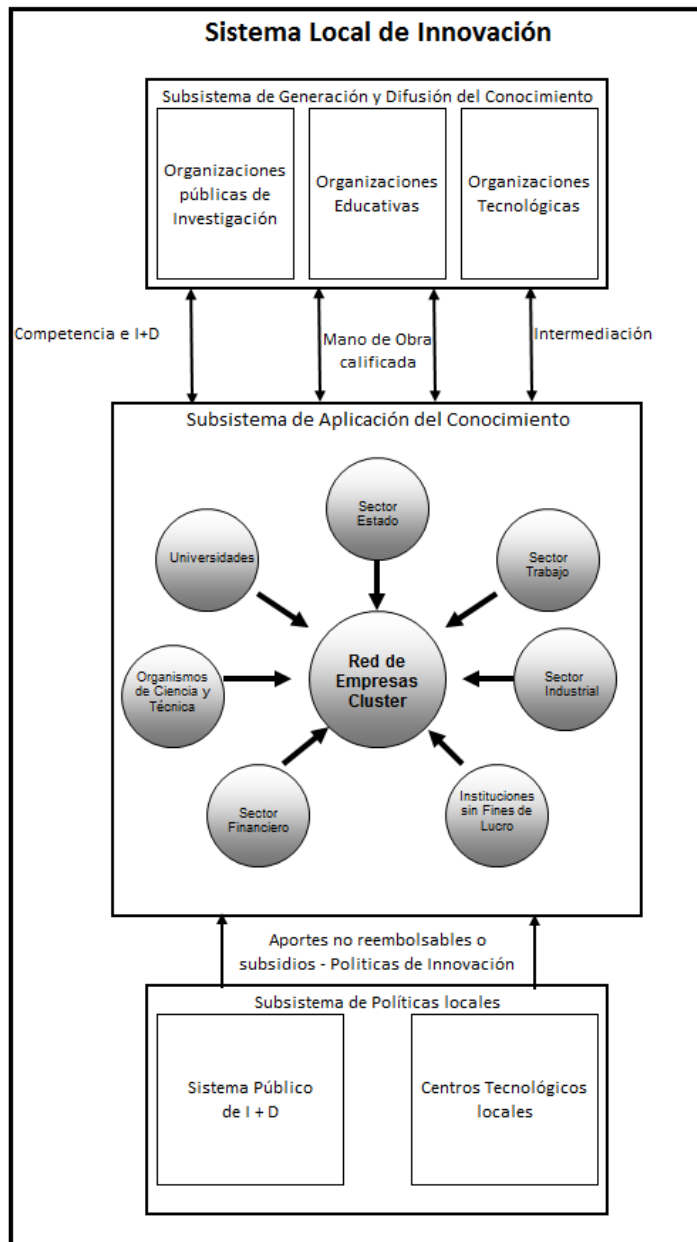 Sistema Local de Innovación
Subsistema de Generación y Difusión del Conocimiento
Organizaciones
públicas de
Investigación
Organizaciones
Educativas
Organizaciones
Tecnológicas
Competencia e I+D
Mano de Obra
calificada
Intermediación
Subsistema de Aplicación del Conocimiento
Sector
Estado
Universidades
Sector
Trabajo
Red de
Empresas
Cluster
Organismos
de Ciencia y
Técnica
Sector
Industrial
Sector
Financiero
Instituciones
sin Fines de
Lucro
Aportes no reembolsables o
subsidios - Politicas de Innovación
Subsistema de Políticas locales
Sistema Público
de I + D
Centros Tecnológicos
locales